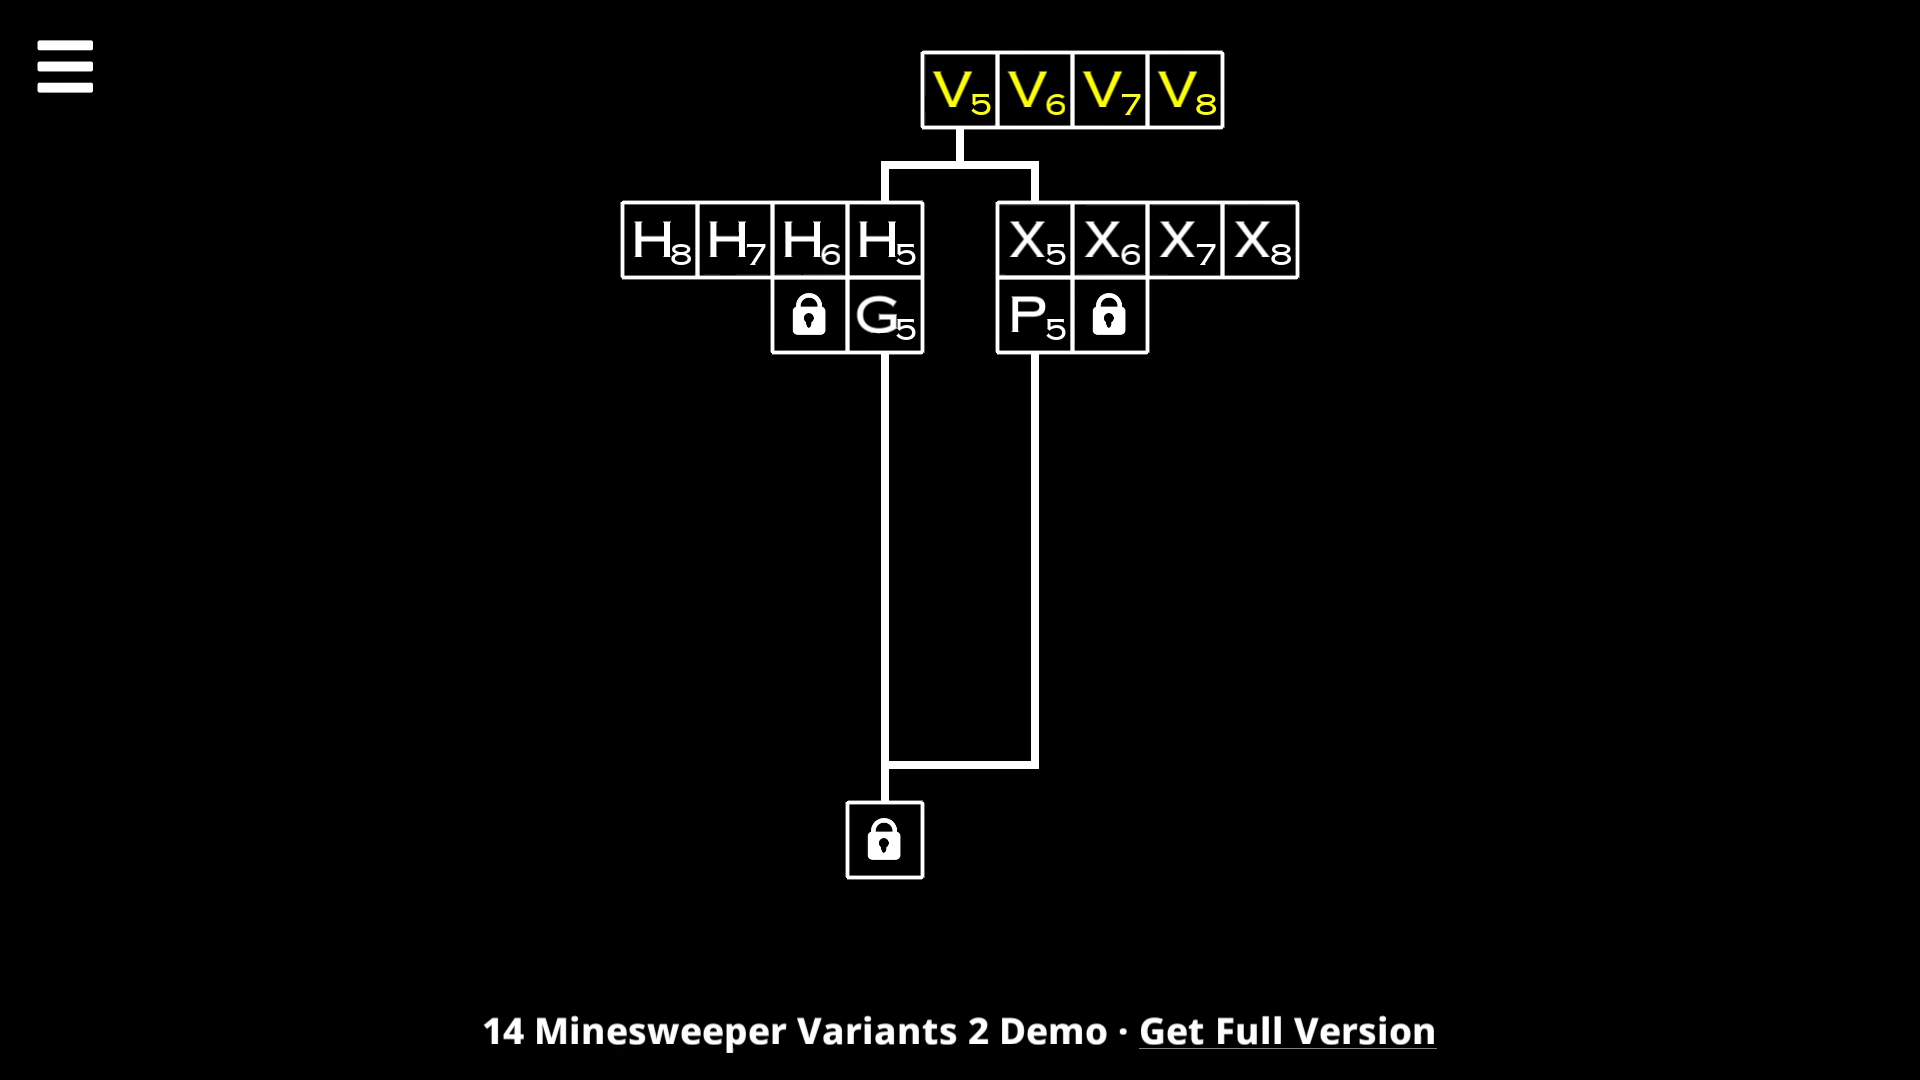 V5 V6 V7 V8
H8 H7 H6 H5 X5 X6 X7 X8
G5 P5
14 Minesweeper Variants 2 Demo · Get Full Version